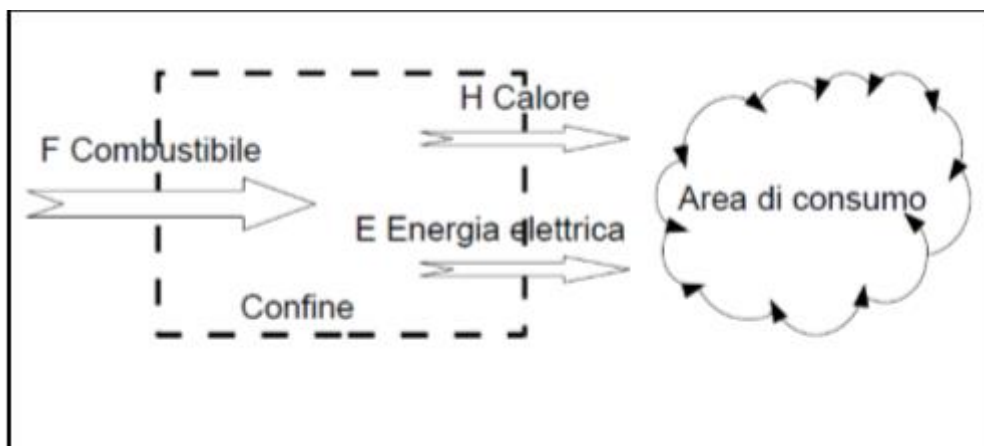 H Calore
F Combustibile
Area di consumo
E Energia elettrica
Confine